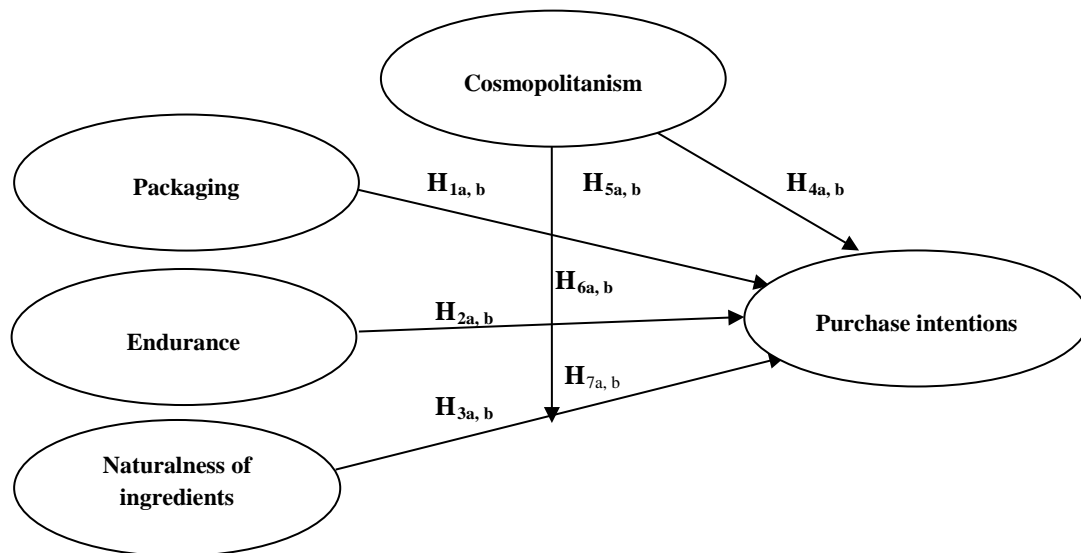 Cosmopolitanism
Packaging
H1a, b
H5a, b
H4a, b
H6a, b
H2a, b
Endurance
Purchase intentions
H7a, b
H3a, b
Naturalness of
ingredients